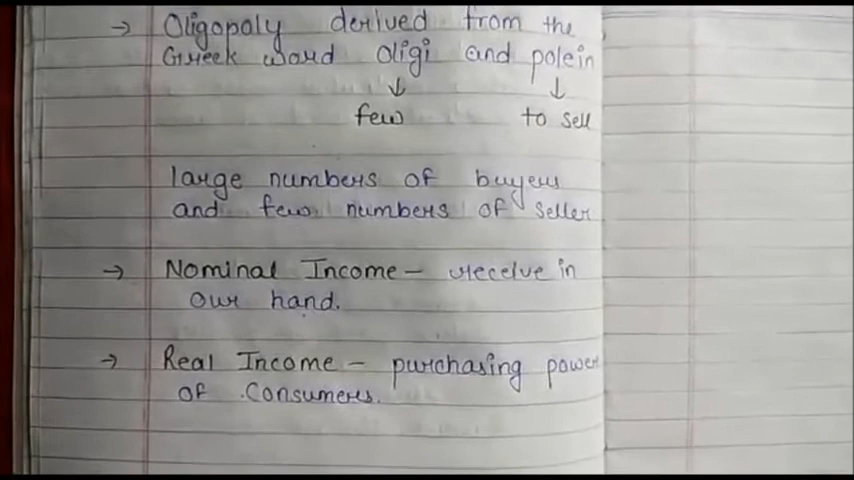 → Oligopoly derived from the
Greek word oligi and polein
↓ ↓
few to sell
large numbers of buyers
and few numbers of seller
→ Nominal Income - receive in
our hand.
→ Real Income - purchasing power
of consumers.